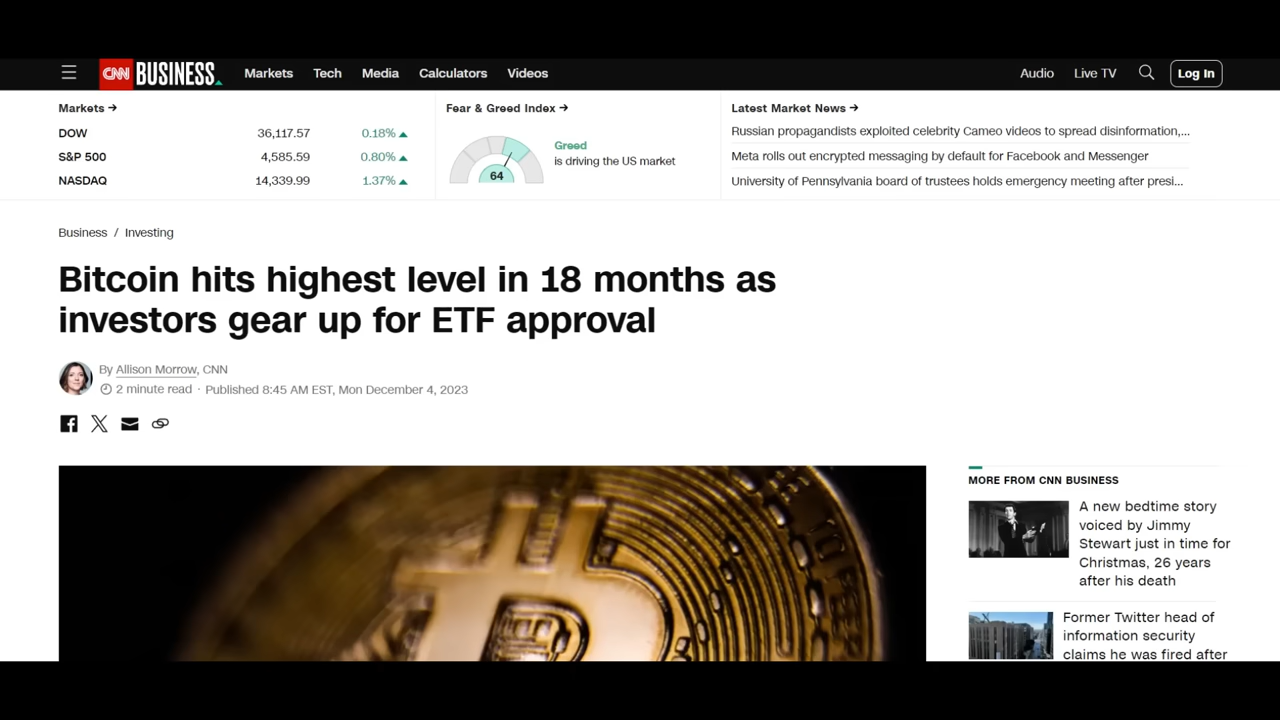 CNN BUSINESS
Markets Tech Media Calculators Videos
Audio Live TV Log In
Markets →
DOW 36,117.57 0.18% ▲
S&P 500 4,585.59 0.80% ▲
NASDAQ 14,339.99 1.37% ▲
Fear & Greed Index →
64
Greed
is driving the US market
Latest Market News →
Russian propagandists exploited celebrity Cameo videos to spread disinformation,...
Meta rolls out encrypted messaging by default for Facebook and Messenger
University of Pennsylvania board of trustees holds emergency meeting after presi...
Business / Investing
Bitcoin hits highest level in 18 months as
investors gear up for ETF approval
By Allison Morrow, CNN
2 minute read · Published 8:45 AM EST, Mon December 4, 2023
MORE FROM CNN BUSINESS
A new bedtime story
voiced by Jimmy
Stewart just in time for
Christmas, 26 years
after his death
Former Twitter head of
information security
claims he was fired after